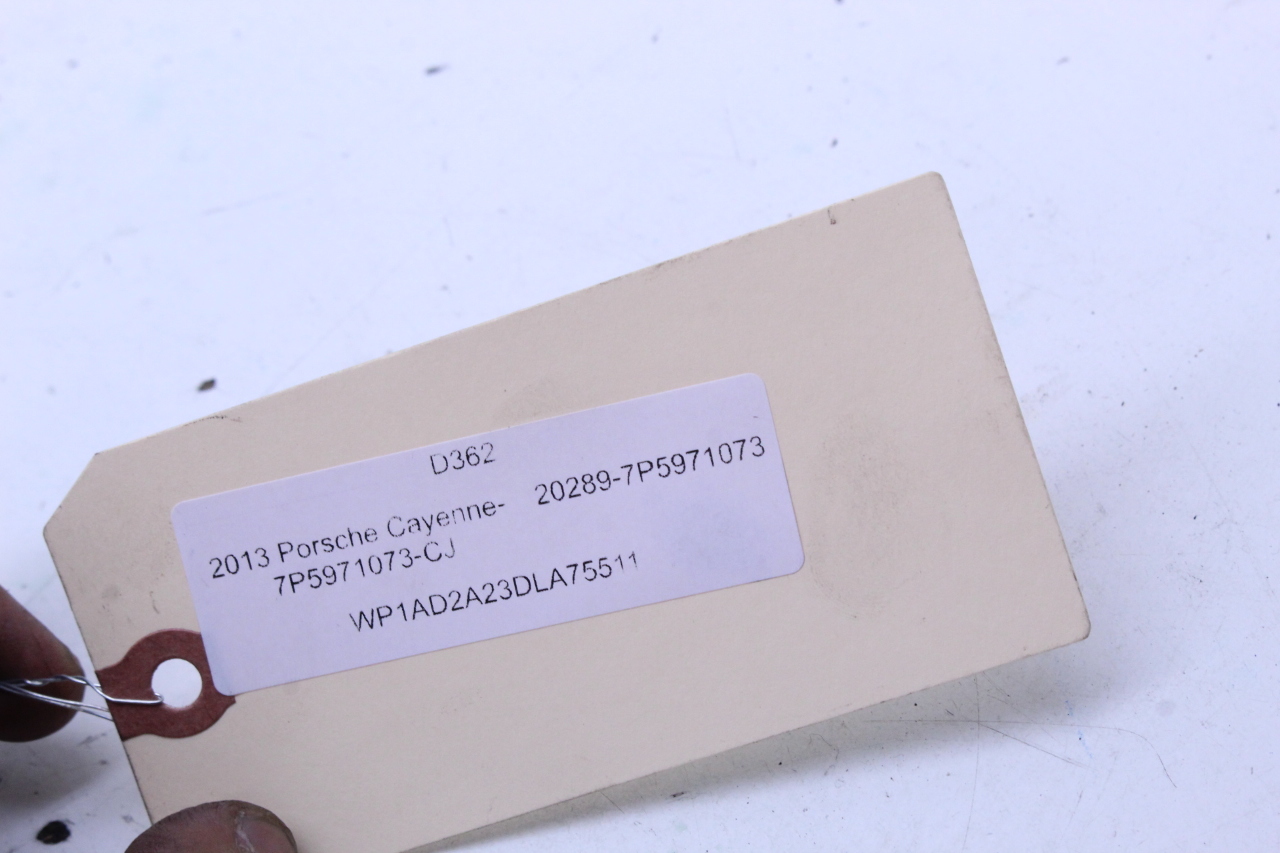 D362
2013 Porsche Cayenne- 20289-7P5971073
7P5971073-CJ
WP1AD2A23DLA75511